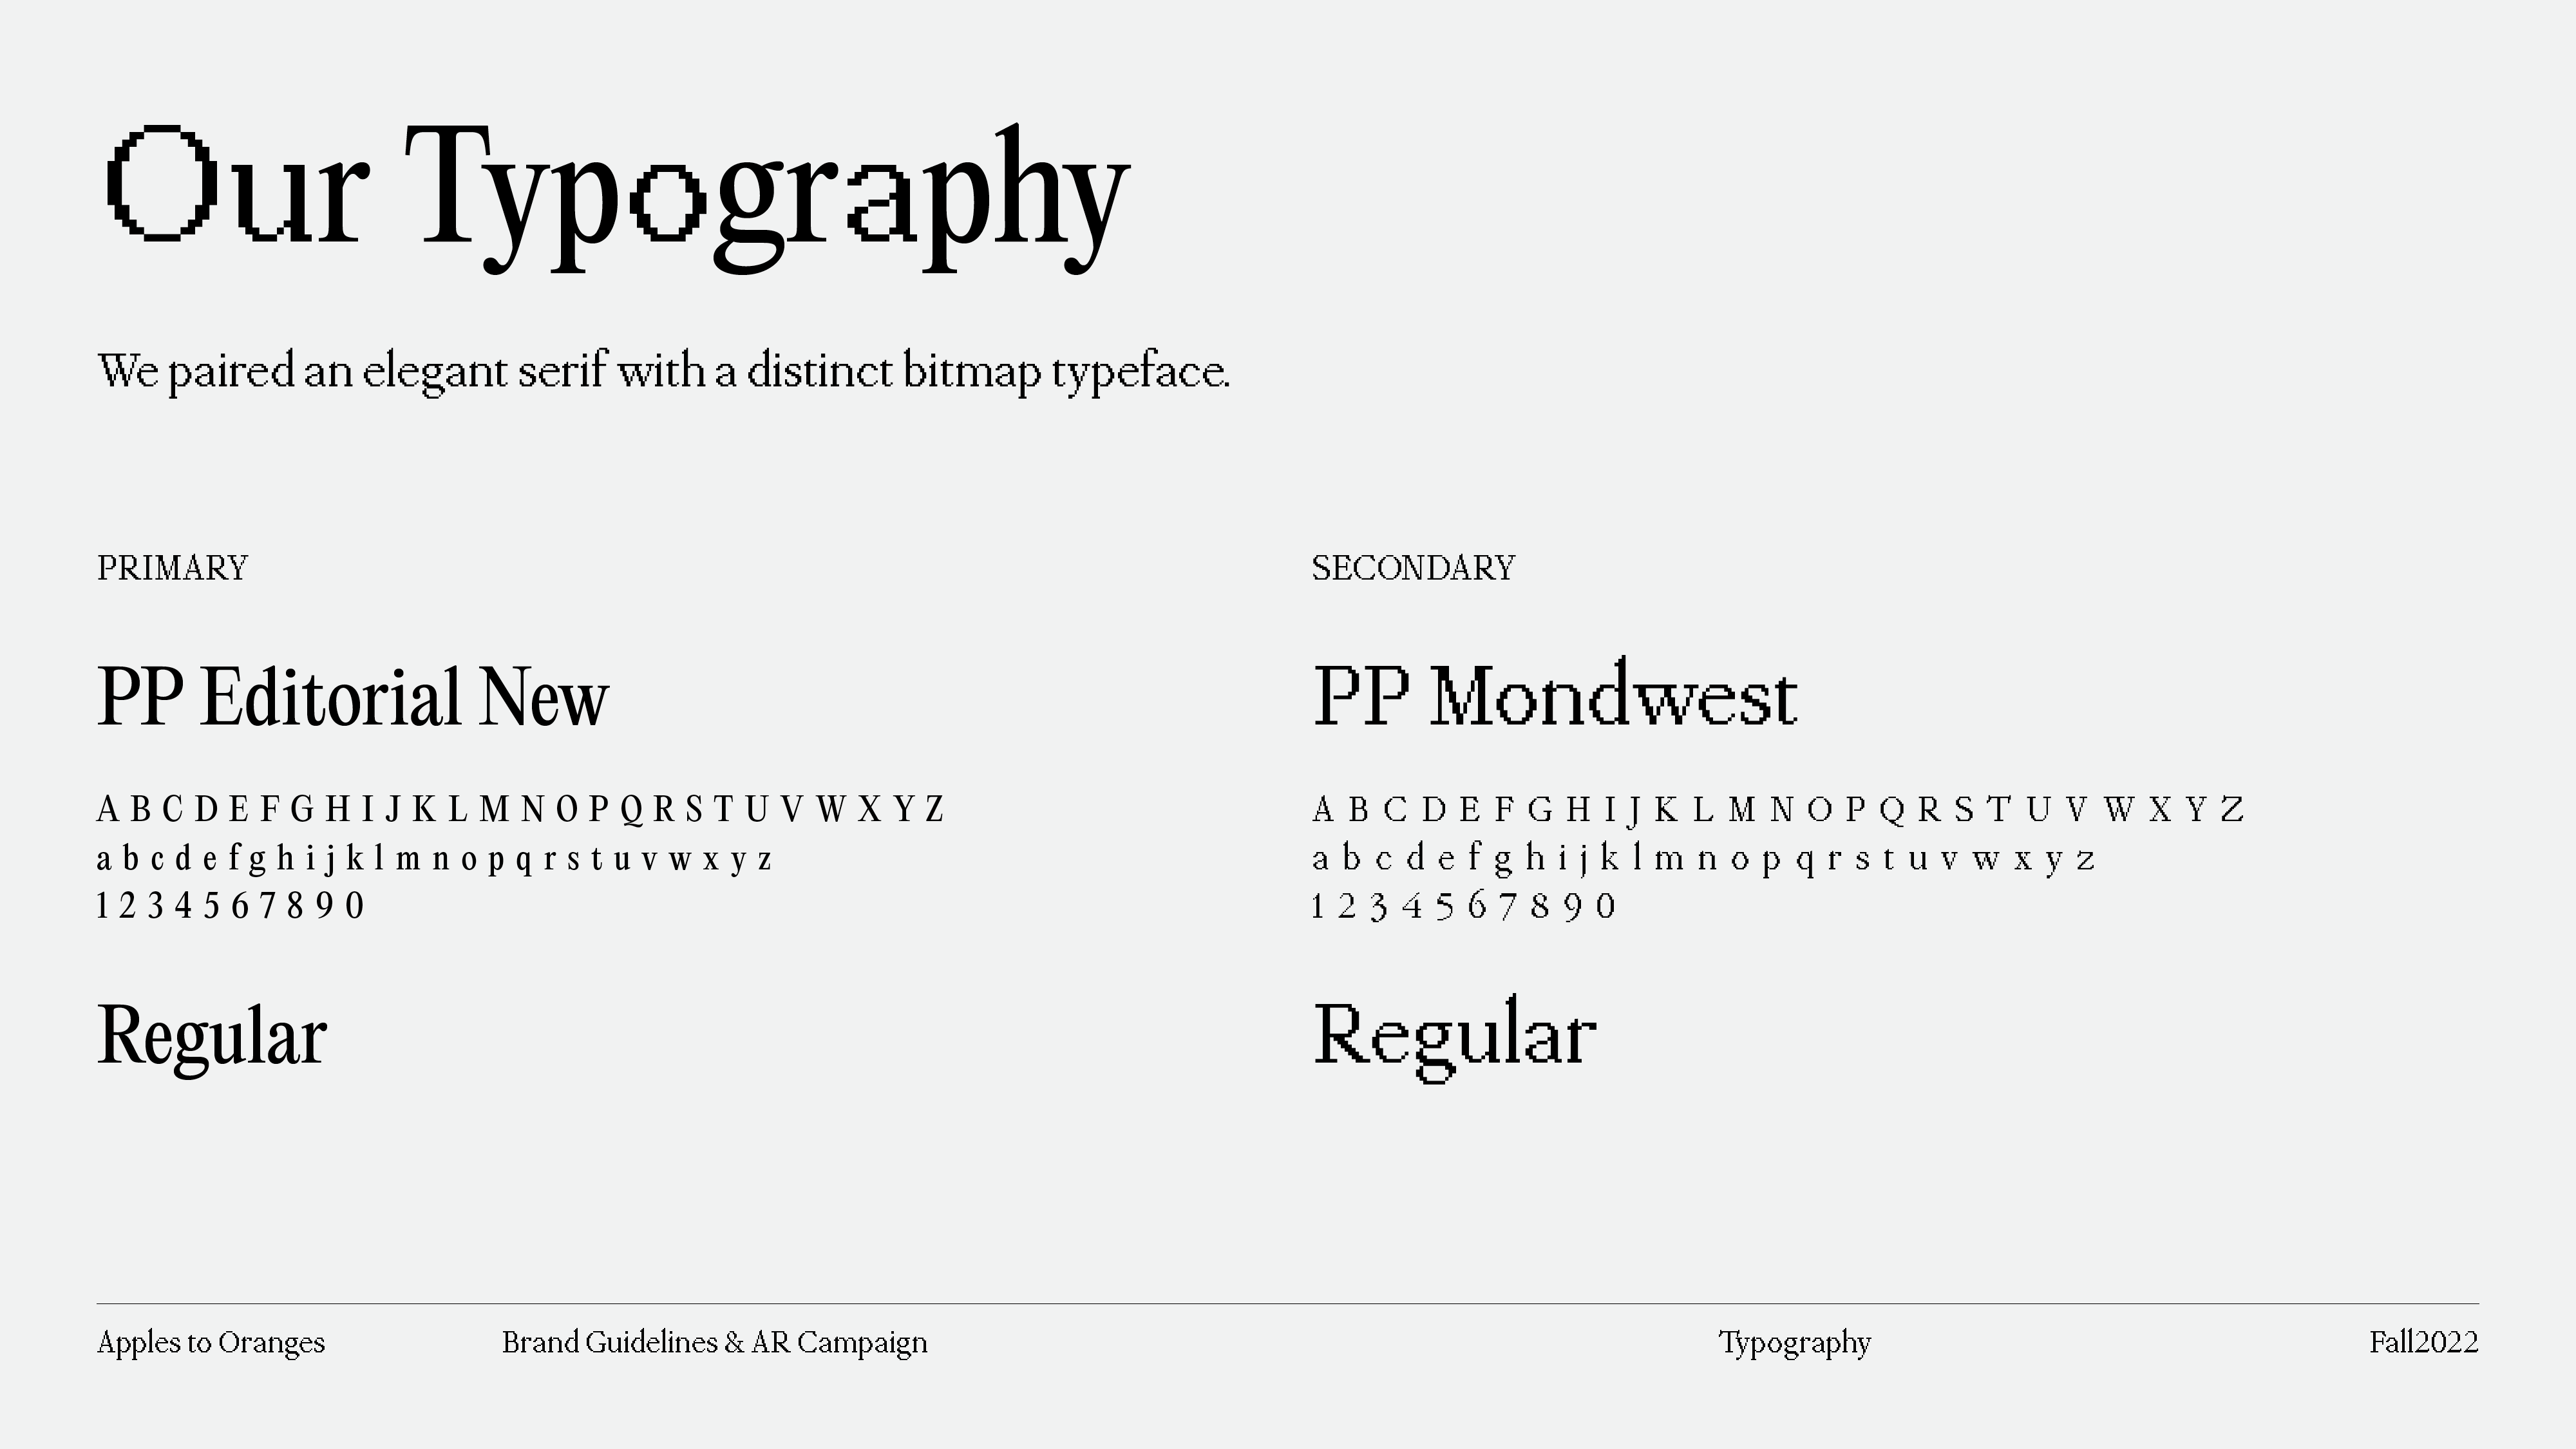 Our Typography
We paired an elegant serif with a distinct bitmap typeface.
PRIMARY
PP Editorial New
A B C D E F G H I J K L M N O P Q R S T U V W X Y Z
a b c d e f g h i j k l m n o p q r s t u v w x y z
1 2 3 4 5 6 7 8 9 0
Regular
SECONDARY
PP Mondwest
A B C D E F G H I J K L M N O P Q R S T U V W X Y Z
a b c d e f g h i j k l m n o p q r s t u v w x y z
1 2 3 4 5 6 7 8 9 0
Regular
Apples to Oranges
Brand Guidelines & AR Campaign
Typography
Fall2022